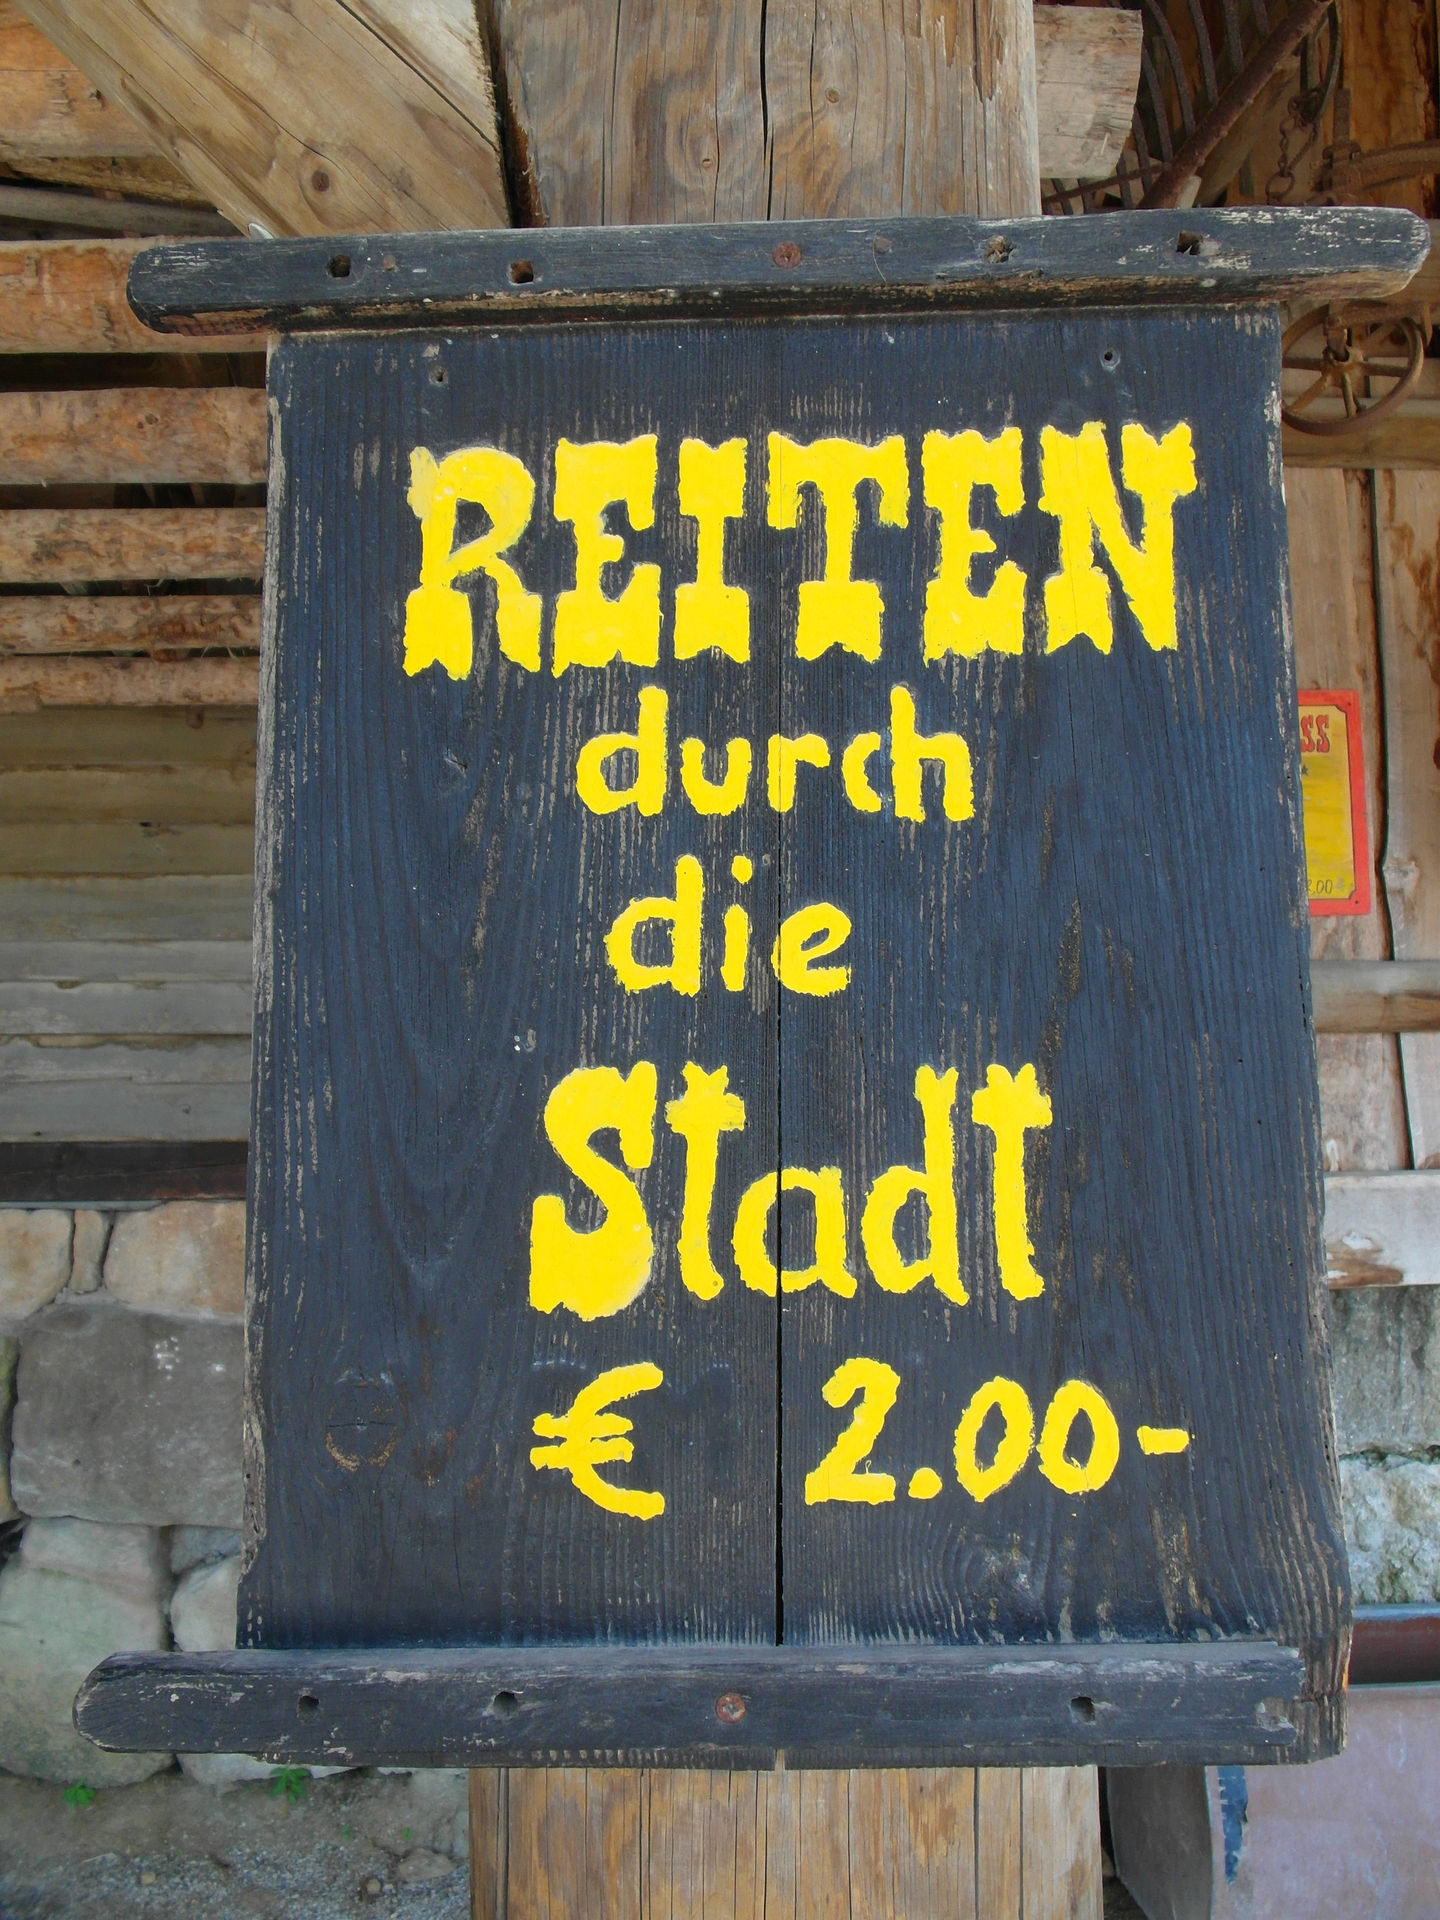 REITEN
durch
die
Stadt
€ 2.00-